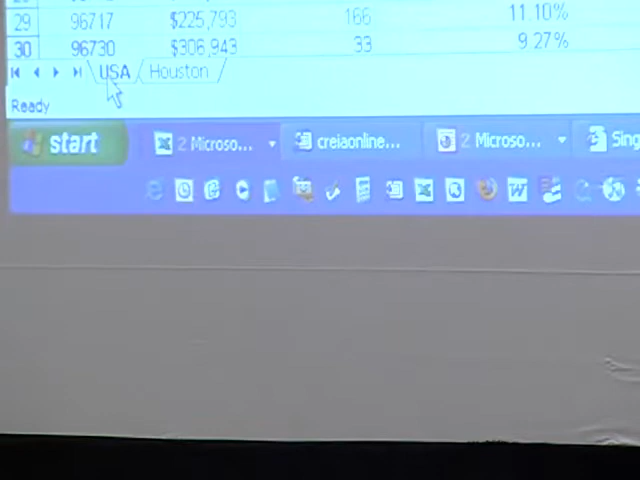 29 96717 $225,793 166 11.10%
30 96730 $306,943 33 9.27%
USA Houston
Ready
start 2 Microso... creiaonline... 2 Microso... Sing